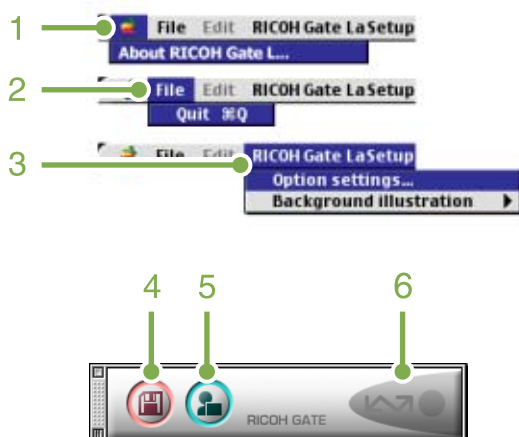 1
File Edit RICOH Gate LaSetup
About RICOH Gate L...
2
File Edit RICOH Gate LaSetup
Quit ⌘Q
3
File Edit RICOH Gate LaSetup
Option settings...
Background illustration
4 5 6
RICOH GATE